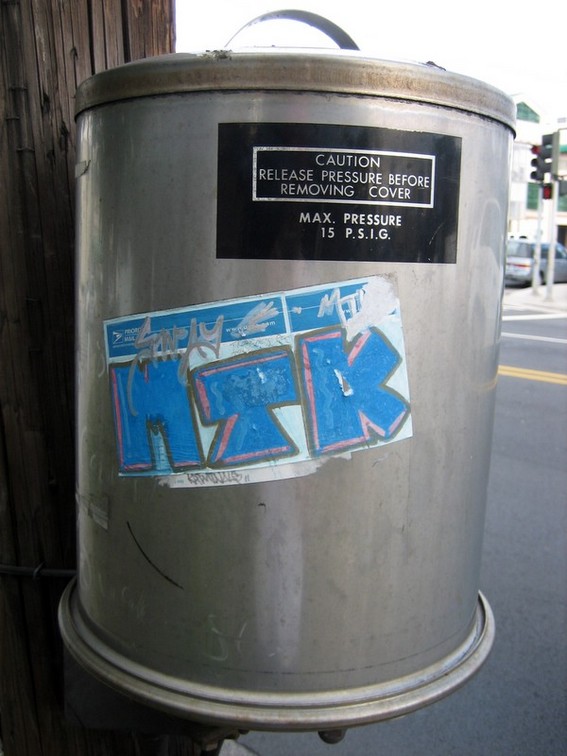 CAUTION
RELEASE PRESSURE BEFORE
REMOVING COVER
MAX. PRESSURE
15 P.S.I.G.
MTK